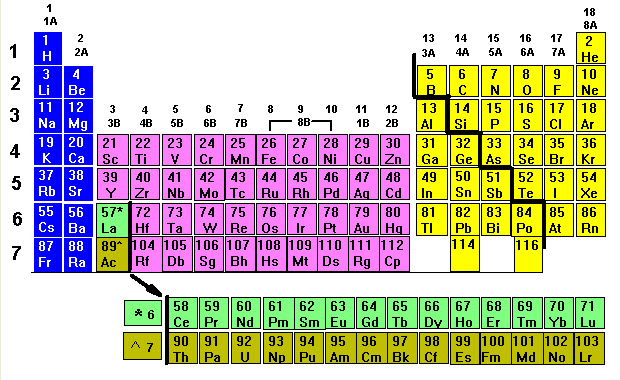 1 18
1A 8A
1 1 2 13 14 15 16 17 2
H 2A 3A 4A 5A 6A 7A He
2 3 4 5 6 7 8 9 10
Li Be B C N O F Ne
3 11 12 3 4 5 6 7 8 9 10 11 12 13 14 15 16 17 18
Na Mg 3B 4B 5B 6B 7B 8B 1B 2B Al Si P S Cl Ar
4 19 20 21 22 23 24 25 26 27 28 29 30 31 32 33 34 35 36
K Ca Sc Ti V Cr Mn Fe Co Ni Cu Zn Ga Ge As Se Br Kr
5 37 38 39 40 41 42 43 44 45 46 47 48 49 50 51 52 53 54
Rb Sr Y Zr Nb Mo Tc Ru Rh Pd Ag Cd In Sn Sb Te I Xe
6 55 56 57* 72 73 74 75 76 77 78 79 80 81 82 83 84 85 86
Cs Ba La Hf Ta W Re Os Ir Pt Au Hg Tl Pb Bi Po At Rn
7 87 88 89^ 104 105 106 107 108 109 110 111 112 114 116
Fr Ra Ac Rf Db Sg Bh Hs Mt Ds Rg Cp
* 6 58 59 60 61 62 63 64 65 66 67 68 69 70 71
Ce Pr Nd Pm Sm Eu Gd Tb Dy Ho Er Tm Yb Lu
^ 7 90 91 92 93 94 95 96 97 98 99 100 101 102 103
Th Pa U Np Pu Am Cm Bk Cf Es Fm Md No Lr